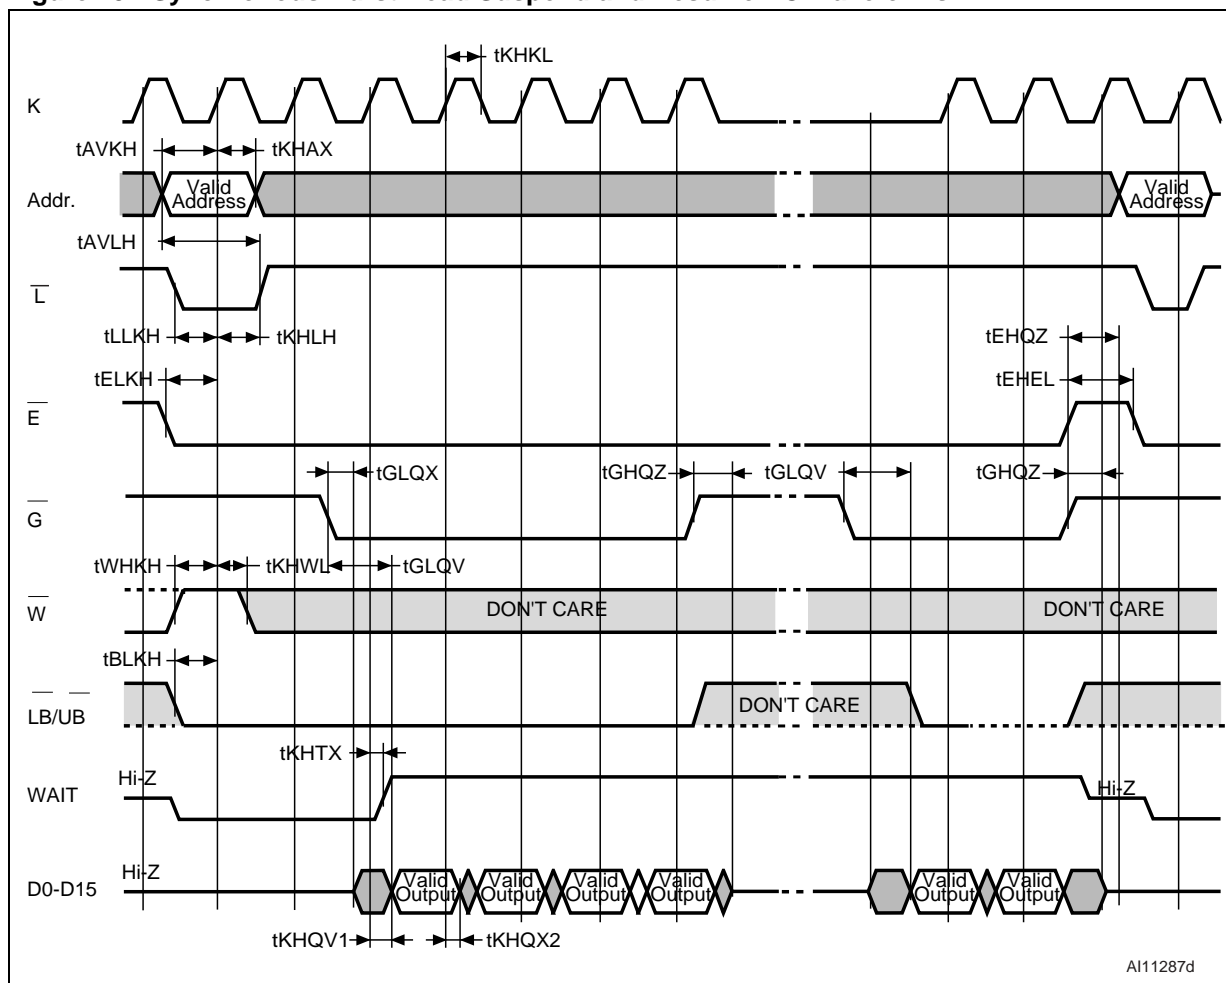 tKHKL
K
tAVKH
tKHAX
Addr.
Valid
Address
Valid
Address
tAVLH
L
tLLKH
tKHLH
tEHQZ
tELKH
tEHEL
E
tGLQX
tGHQZ
tGLQV
tGHQZ
G
tWHKH
tKHWL
tGLQV
W
DON'T CARE
DON'T CARE
tBLKH
LB/UB
DON'T CARE
tKHTX
Hi-Z
WAIT
Hi-Z
Hi-Z
D0-D15
Valid
Output
Valid
Output
Valid
Output
Valid
Output
Valid
Output
Valid
Output
tKHQV1
tKHQX2
AI11287d